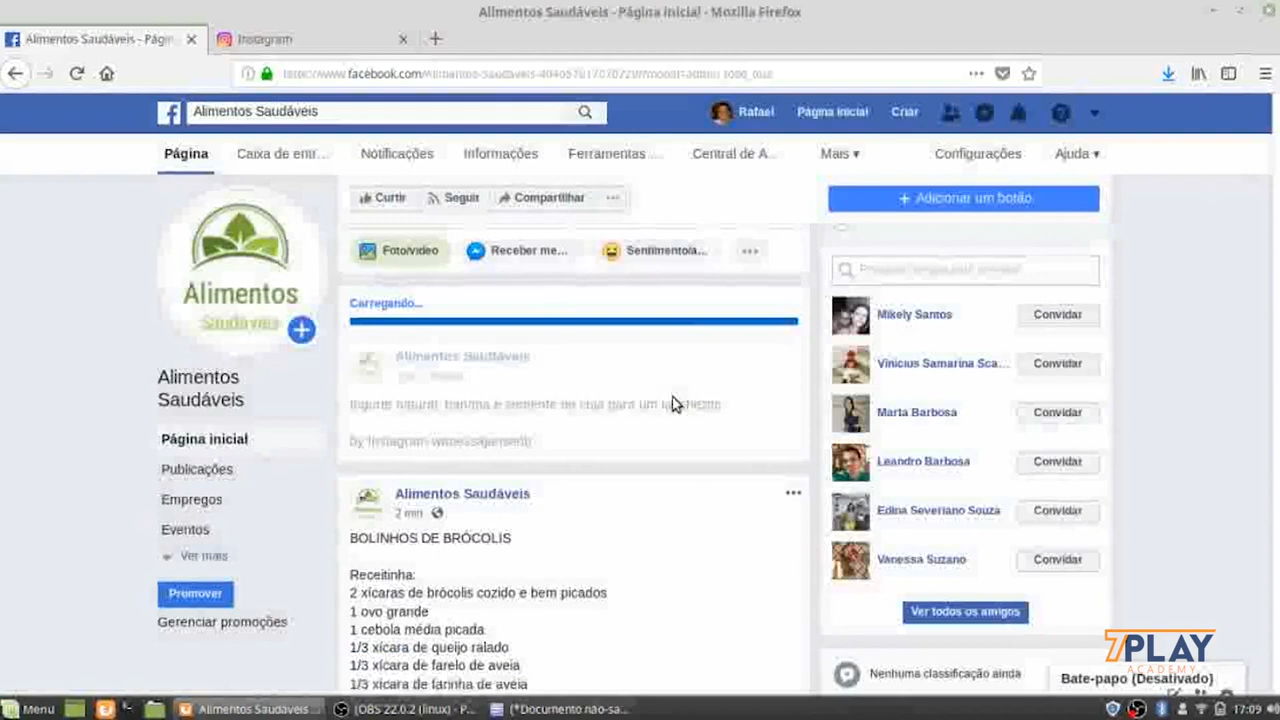 Alimentos Saudáveis - Página inicial - Mozilla Firefox
Alimentos Saudáveis - Págin
Instagram
Alimentos Saudáveis
Rafael
Página inicial
Criar
Página
Caixa de entr...
Notificações
Informações
Ferramentas ...
Central de A...
Mais
Configurações
Ajuda
Curtir
Seguir
Compartilhar
+ Adicionar um botão
Foto/vídeo
Receber me...
Sentimento/a...
Alimentos
Saudáveis
Carregando...
Alimentos Saudáveis
by Instagram
Mikely Santos
Convidar
Vinicius Samarina Sca...
Convidar
Marta Barbosa
Convidar
Leandro Barbosa
Convidar
Edina Severiano Souza
Convidar
Vanessa Suzano
Convidar
Ver todos os amigos
Alimentos
Saudáveis
Página inicial
Publicações
Empregos
Eventos
Ver mais
Promover
Gerenciar promoções
Alimentos Saudáveis
2 min
BOLINHOS DE BRÓCOLIS
Receitinha:
2 xícaras de brócolis cozido e bem picados
1 ovo grande
1 cebola média picada
1/3 xícara de queijo ralado
1/3 xícara de farelo de aveia
1/3 xícara de farinha de aveia
Nenhuma classificação ainda
Bate-papo (Desativado)
7PLAY
ACADEMY
Menu
Alimentos Saudáveis ...
(OBS 22.0.2 (linux) - P...
(*Documento não-sa...
17:09